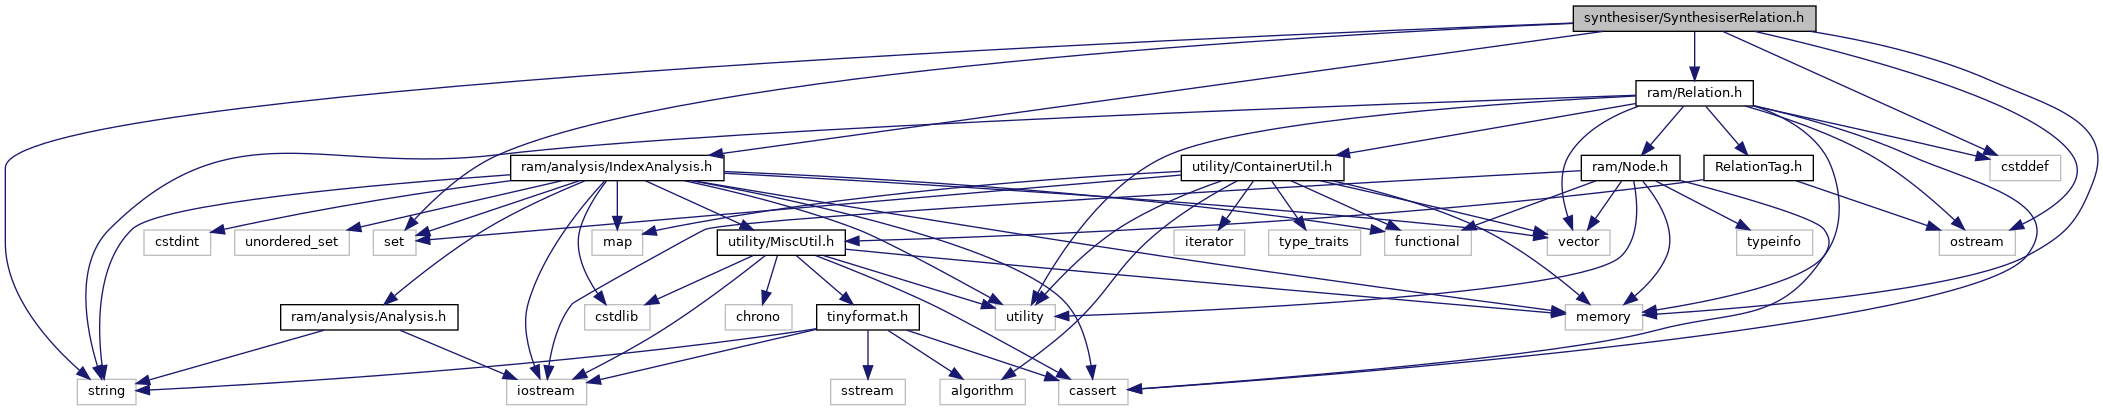 synthesiser/SynthesiserRelation.h
ram/Relation.h
ram/analysis/IndexAnalysis.h
utility/ContainerUtil.h
ram/Node.h
RelationTag.h
cstddef
cstdint
unordered_set
set
map
utility/MiscUtil.h
iterator
type_traits
functional
vector
typeinfo
ostream
ram/analysis/Analysis.h
cstdlib
chrono
tinyformat.h
utility
memory
string
iostream
sstream
algorithm
cassert